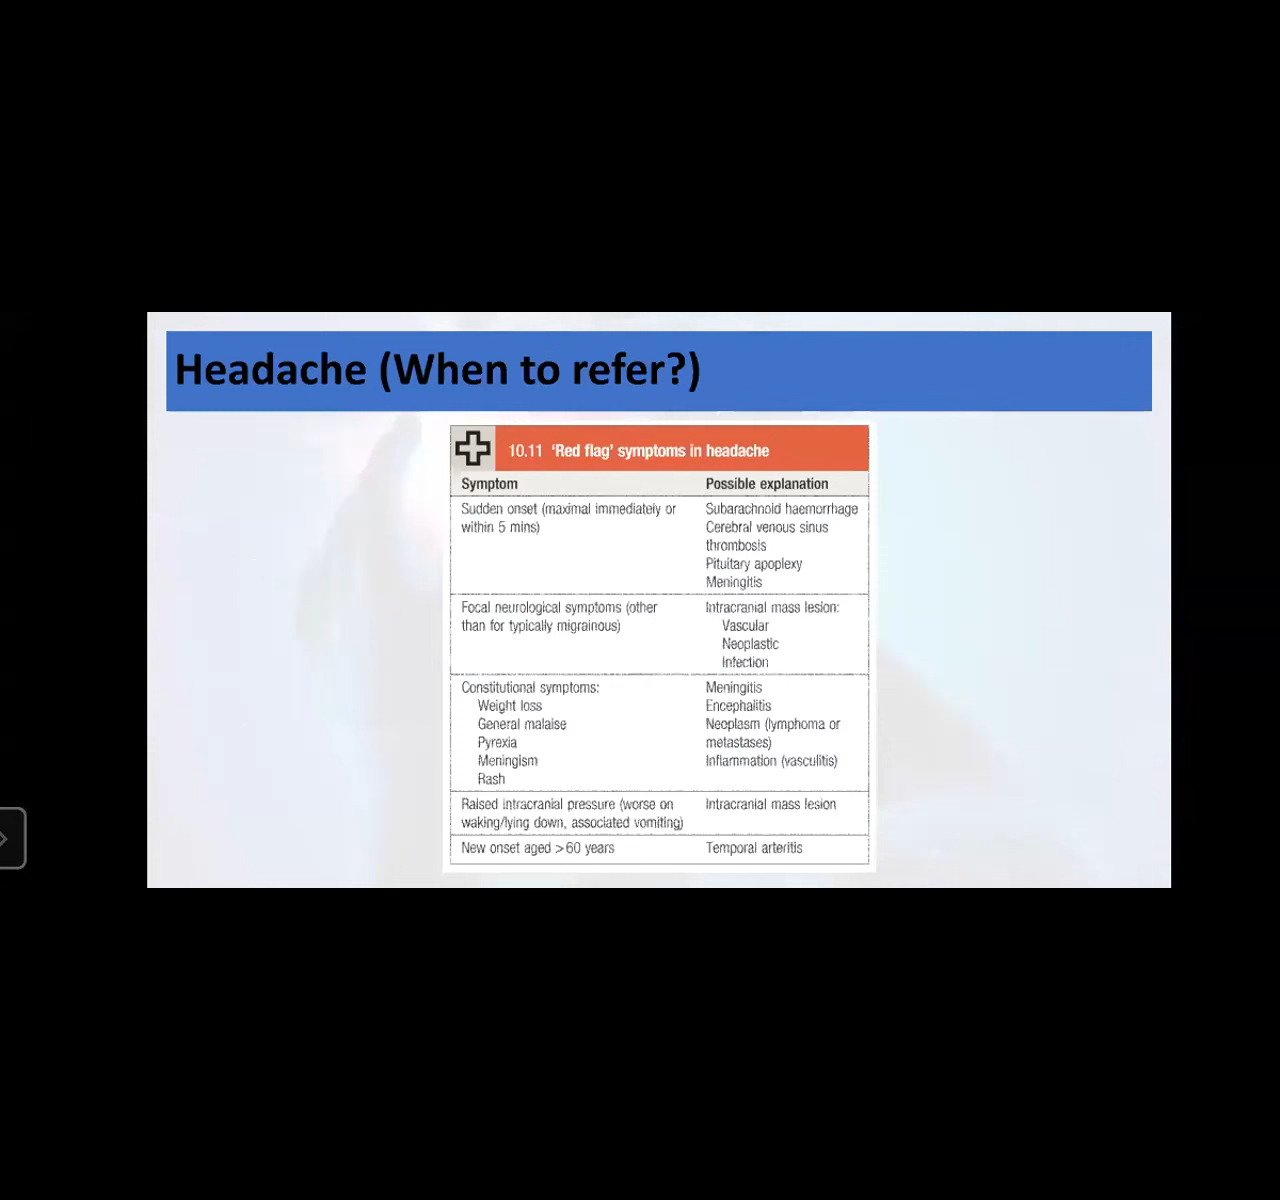 Headache (When to refer?)
10.11 'Red flag' symptoms in headache
Symptom
Possible explanation
Sudden onset (maximal immediately or
within 5 mins)
Subarachnoid haemorrhage
Cerebral venous sinus
thrombosis
Pituitary apoplexy
Meningitis
Focal neurological symptoms (other
than for typically migrainous)
Intracranial mass lesion:
Vascular
Neoplastic
Infection
Constitutional symptoms:
Weight loss
General malaise
Pyrexia
Meningism
Rash
Meningitis
Encephalitis
Neoplasm (lymphoma or
metastases)
Inflammation (vasculitis)
Raised intracranial pressure (worse on
waking/lying down, associated vomiting)
Intracranial mass lesion
New onset aged >60 years
Temporal arteritis